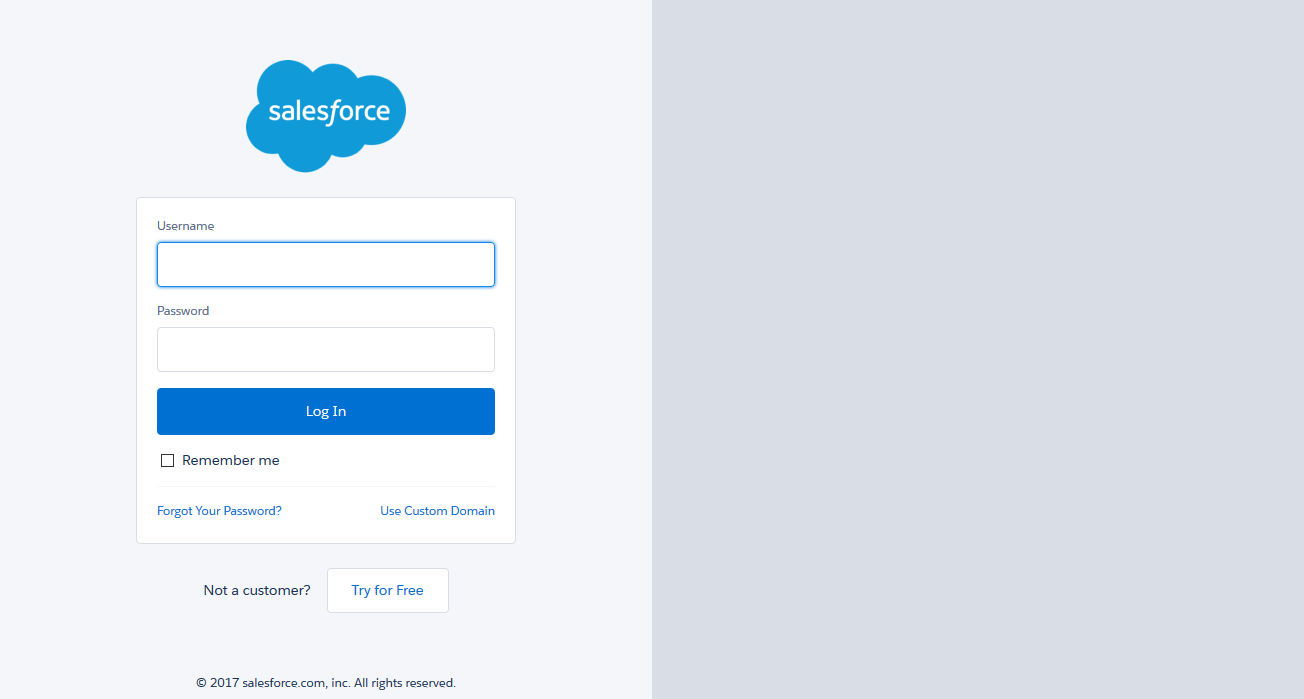 salesforce
Username
Password
Log In
Remember me
Forgot Your Password? Use Custom Domain
Not a customer? Try for Free
© 2017 salesforce.com, inc. All rights reserved.